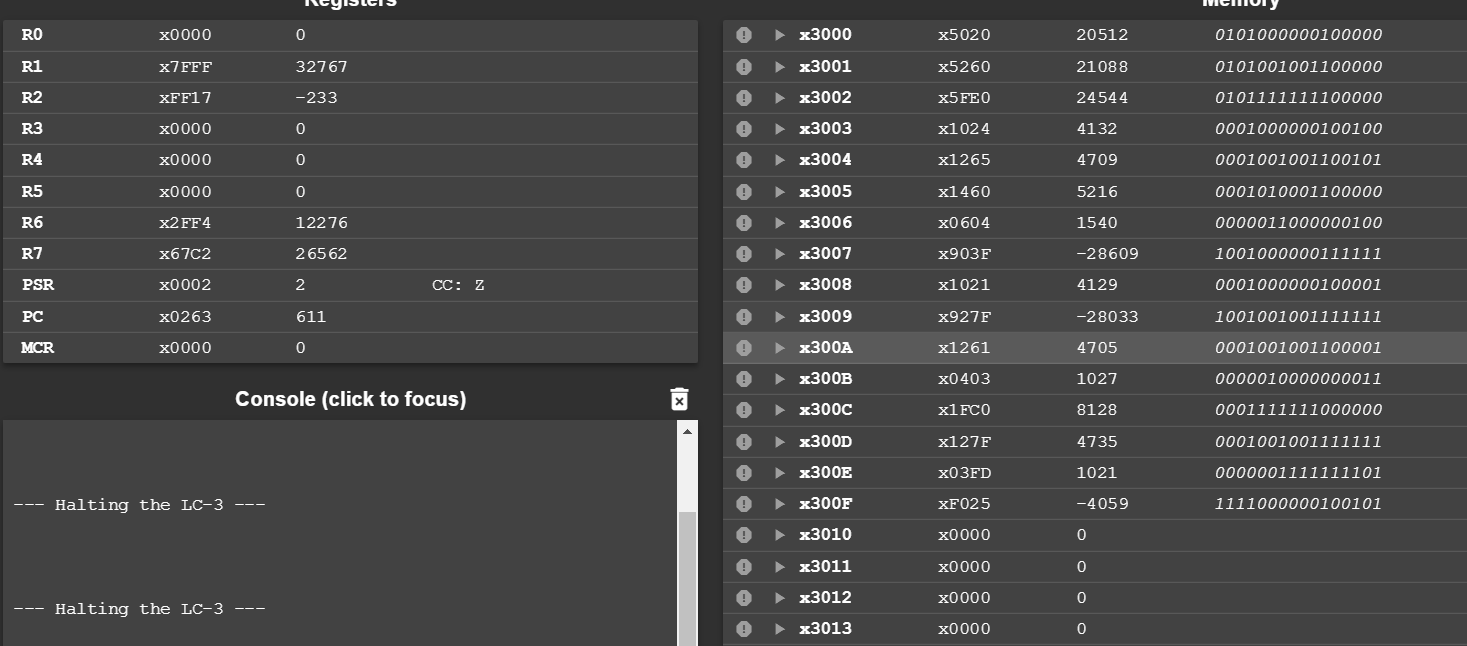 Registers
R0 x0000 0
R1 x7FFF 32767
R2 xFF17 -233
R3 x0000 0
R4 x0000 0
R5 x0000 0
R6 x2FF4 12276
R7 x67C2 26562
PSR x0002 2 CC: Z
PC x0263 611
MCR x0000 0
Console (click to focus)
--- Halting the LC-3 ---
--- Halting the LC-3 ---
Memory
x3000 x5020 20512 0101000000100000
x3001 x5260 21088 0101001001100000
x3002 x5FE0 24544 0101111111100000
x3003 x1024 4132 0001000000100100
x3004 x1265 4709 0001001001100101
x3005 x1460 5216 0001010001100000
x3006 x0604 1540 0000011000000100
x3007 x903F -28609 1001000000111111
x3008 x1021 4129 0001000000100001
x3009 x927F -28033 1001001001111111
x300A x1261 4705 0001001001100001
x300B x0403 1027 0000010000000011
x300C x1FC0 8128 0001111111000000
x300D x127F 4735 0001001001111111
x300E x03FD 1021 0000001111111101
x300F xF025 -4059 1111000000100101
x3010 x0000 0
x3011 x0000 0
x3012 x0000 0
x3013 x0000 0